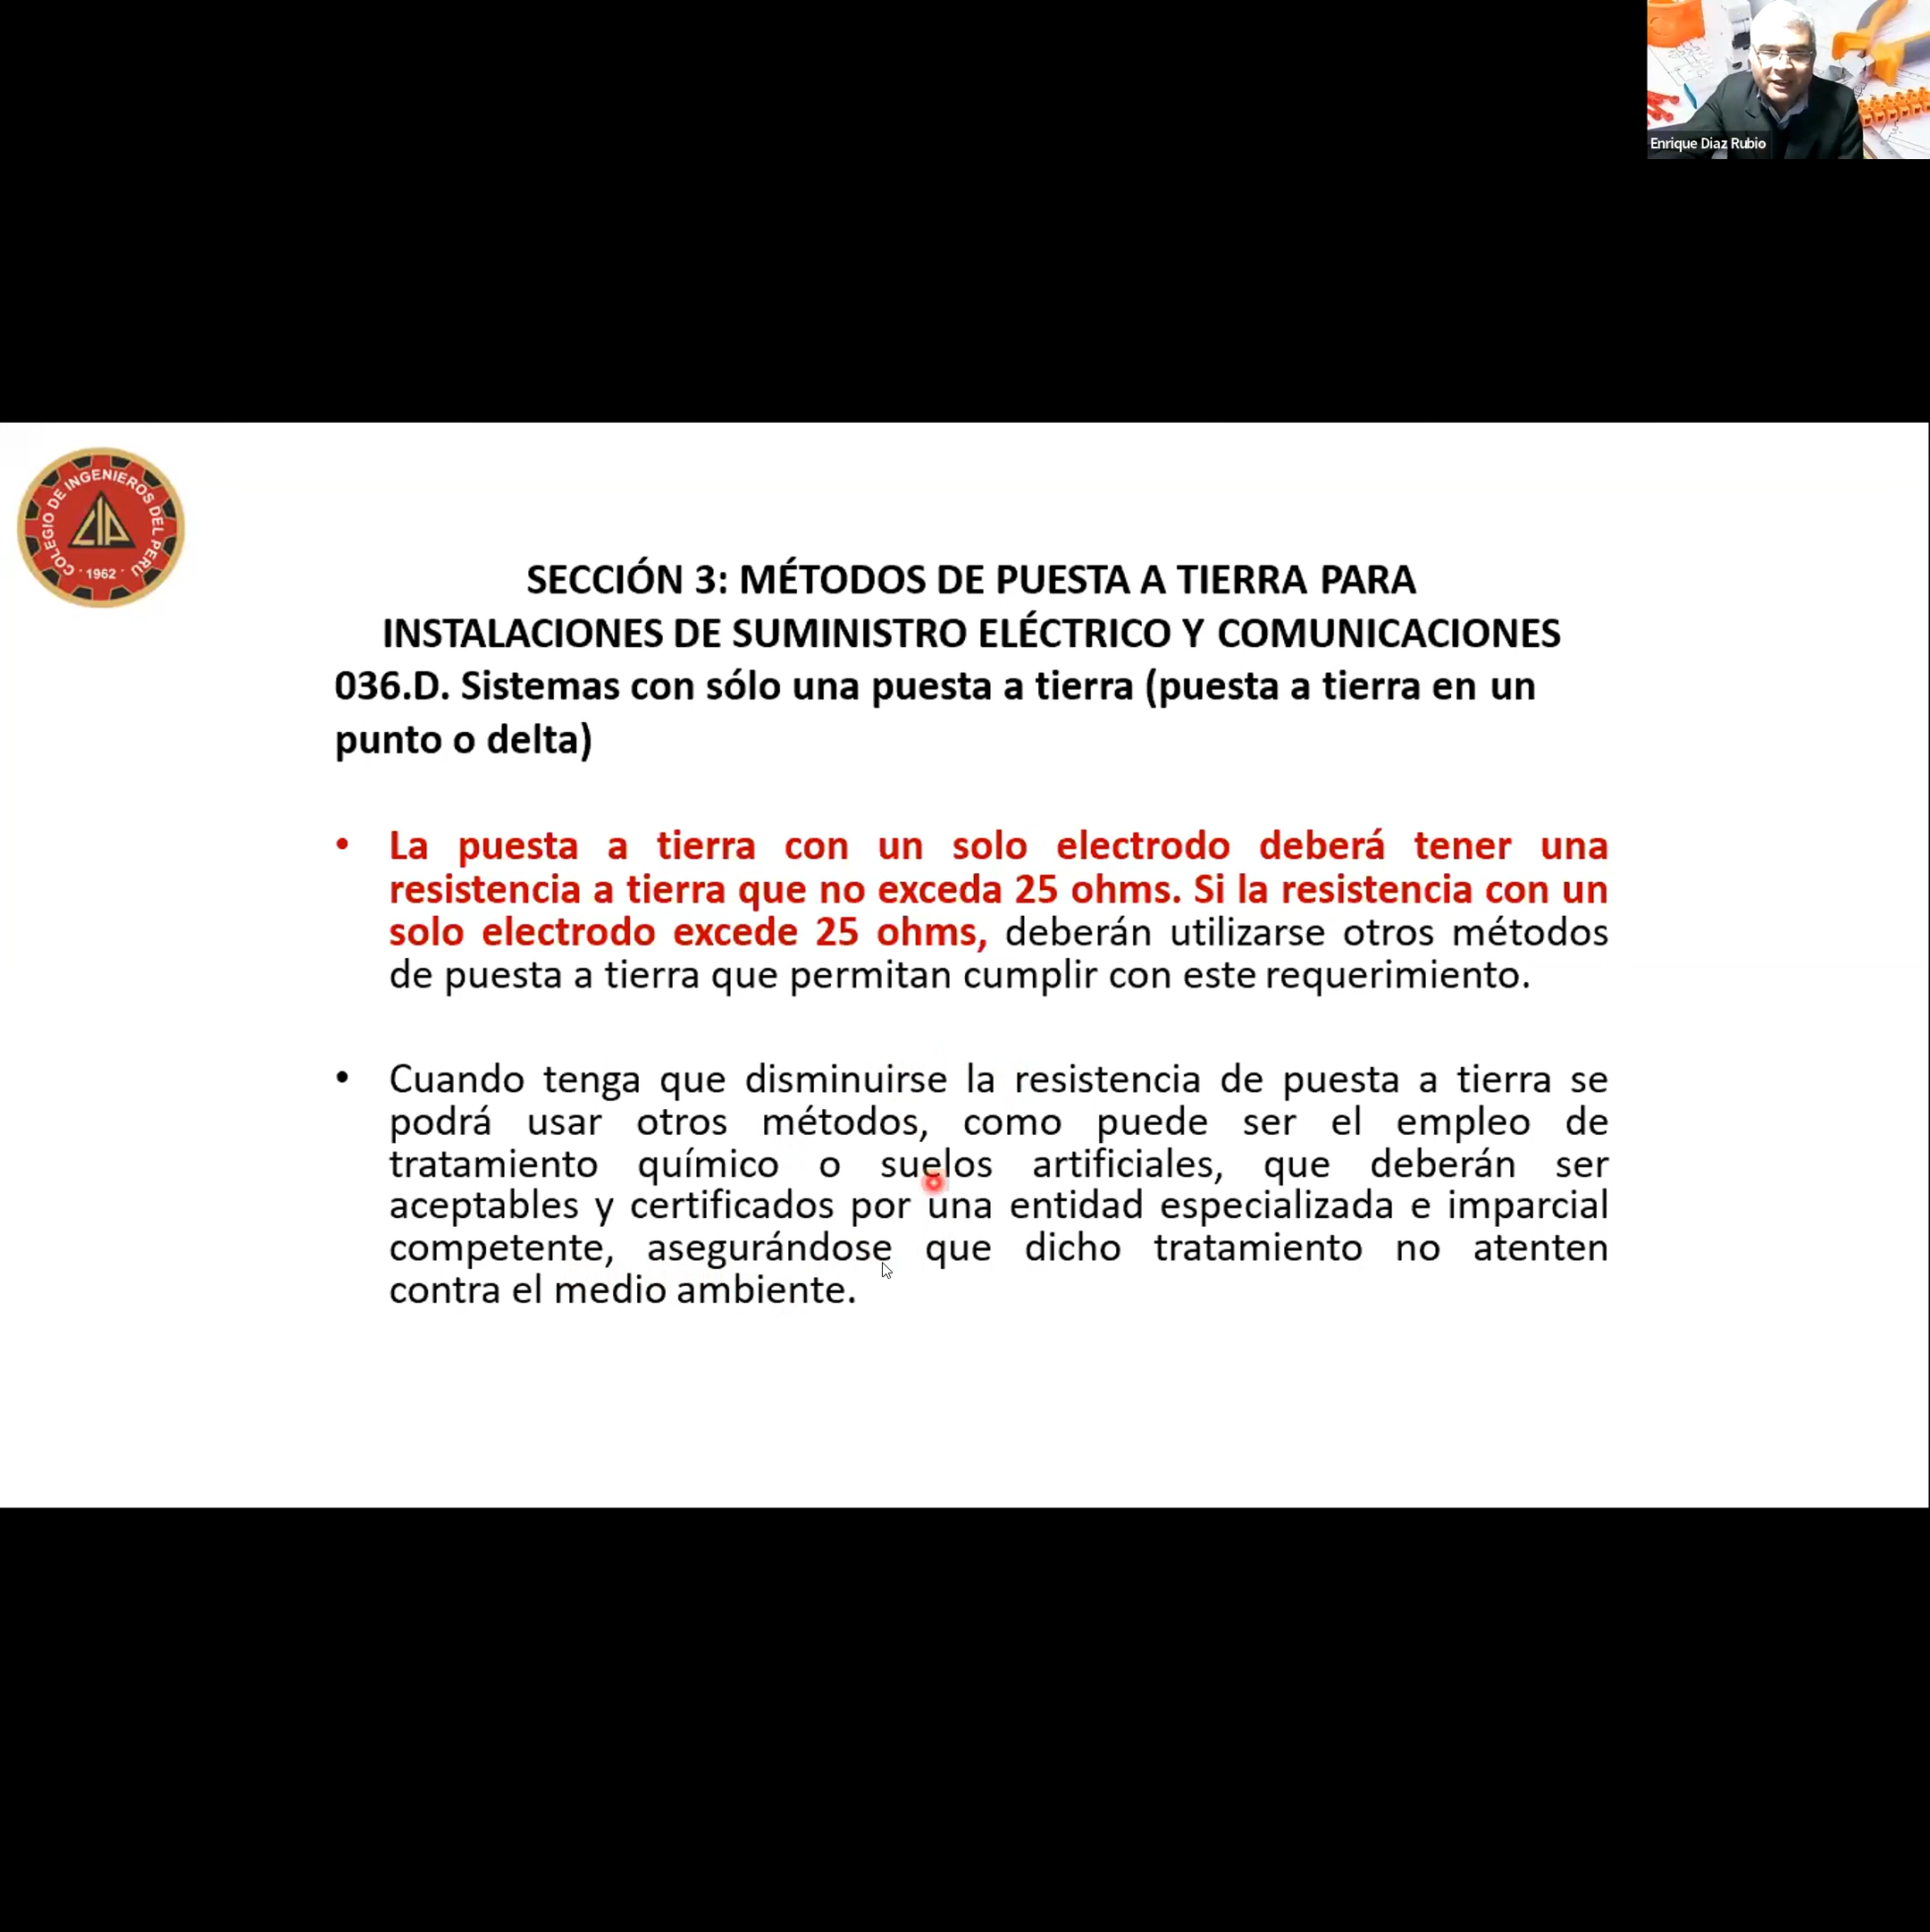 Enrique Diaz Rubio
COLEGIO DE INGENIEROS DEL PERU
CIP
· 1962 ·
SECCIÓN 3: MÉTODOS DE PUESTA A TIERRA PARA
INSTALACIONES DE SUMINISTRO ELÉCTRICO Y COMUNICACIONES
036.D. Sistemas con sólo una puesta a tierra (puesta a tierra en un
punto o delta)
• La puesta a tierra con un solo electrodo deberá tener una
resistencia a tierra que no exceda 25 ohms. Si la resistencia con un
solo electrodo excede 25 ohms, deberán utilizarse otros métodos
de puesta a tierra que permitan cumplir con este requerimiento.
• Cuando tenga que disminuirse la resistencia de puesta a tierra se
podrá usar otros métodos, como puede ser el empleo de
tratamiento químico o suelos artificiales, que deberán ser
aceptables y certificados por una entidad especializada e imparcial
competente, asegurándose que dicho tratamiento no atenten
contra el medio ambiente.